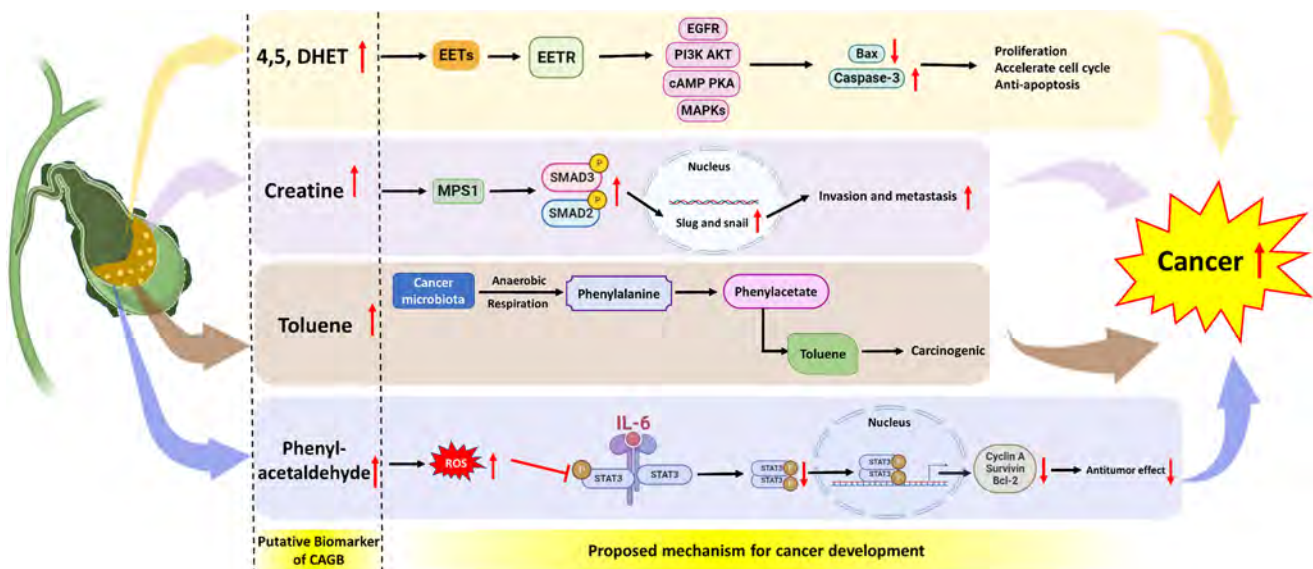 4,5, DHET
EETs
EETR
EGFR
PI3K AKT
cAMP PKA
MAPKs
Bax
Caspase-3
Proliferation
Accelerate cell cycle
Anti-apoptosis
Creatine
MPS1
P
SMAD3
P
SMAD2
Nucleus
Slug and snail
Invasion and metastasis
Toluene
Cancer
microbiota
Anaerobic
Respiration
Phenylalanine
Phenylacetate
Toluene
Carcinogenic
Phenyl-
acetaldehyde
ROS
IL-6
P
STAT3
STAT3
STAT3
P
STAT3
P
Nucleus
STAT3
P
STAT3
P
Cyclin A
Survivin
Bcl-2
Antitumor effect
Cancer
Putative Biomarker
of CAGB
Proposed mechanism for cancer development